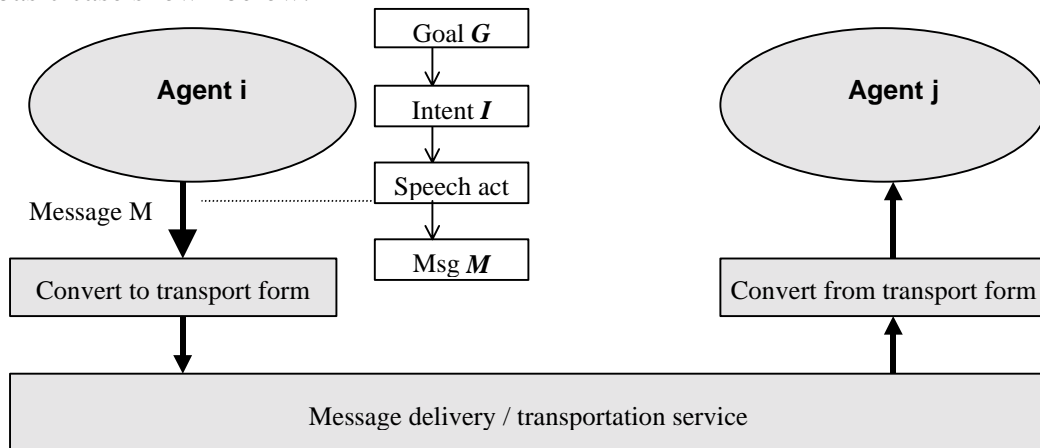 Goal G
Agent i
Agent j
Intent I
Speech act
Message M
Msg M
Convert to transport form
Convert from transport form
Message delivery / transportation service